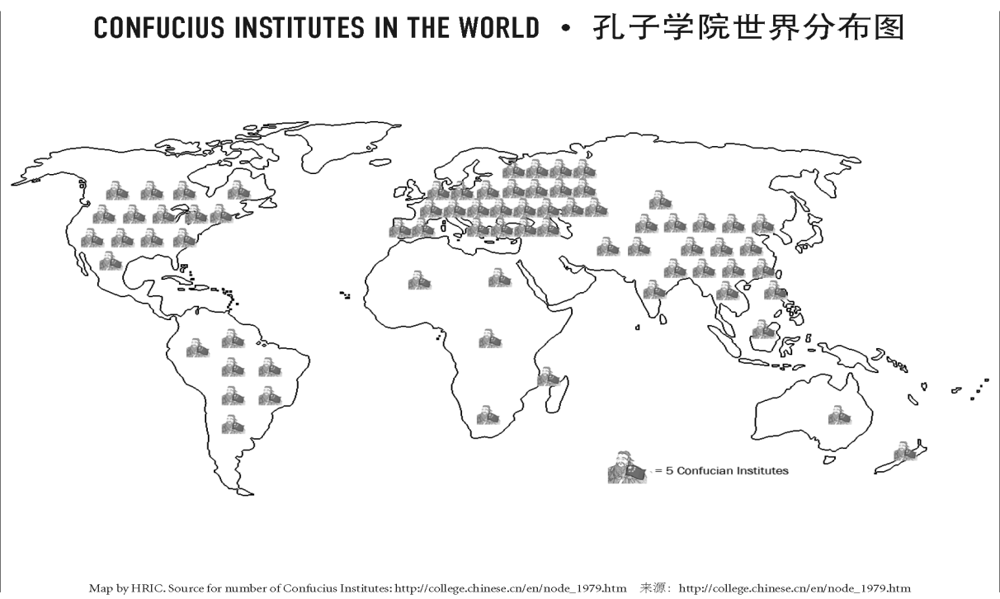 CONFUCIUS INSTITUTES IN THE WORLD • 孔子学院世界分布图
= 5 Confucian Institutes
Map by HRIC. Source for number of Confucius Institutes: http://college.chinese.cn/en/node_1979.htm 来源： http://college.chinese.cn/en/node_1979.htm